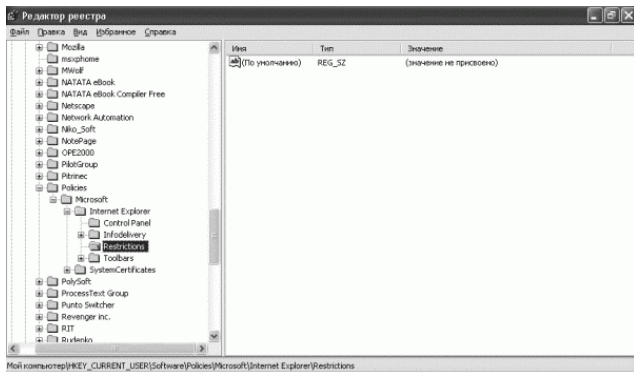 Редактор реестра
Файл Правка Вид Избранное Справка
Mozilla
msxphome
MWolf
NATATA eBook
NATATA eBook Compiler Free
Netscape
Network Automation
Niko_Soft
NotePage
OPE2000
PilotGroup
Pitrinec
Policies
Microsoft
Internet Explorer
Control Panel
Infodelivery
Restrictions
Toolbars
SystemCertificates
PolySoft
ProcessText Group
Punto Switcher
Revenger inc.
RIT
Rudenko
Имя Тип Значение
ab (По умолчанию) REG_SZ (значение не присвоено)
Мой компьютер\HKEY_CURRENT_USER\Software\Policies\Microsoft\Internet Explorer\Restrictions